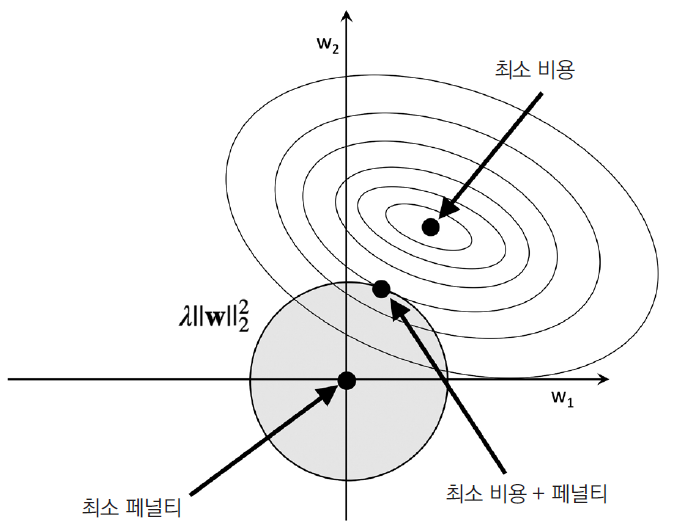 w₂
최소 비용
λ||w||₂²
w₁
최소 비용 + 페널티
최소 페널티